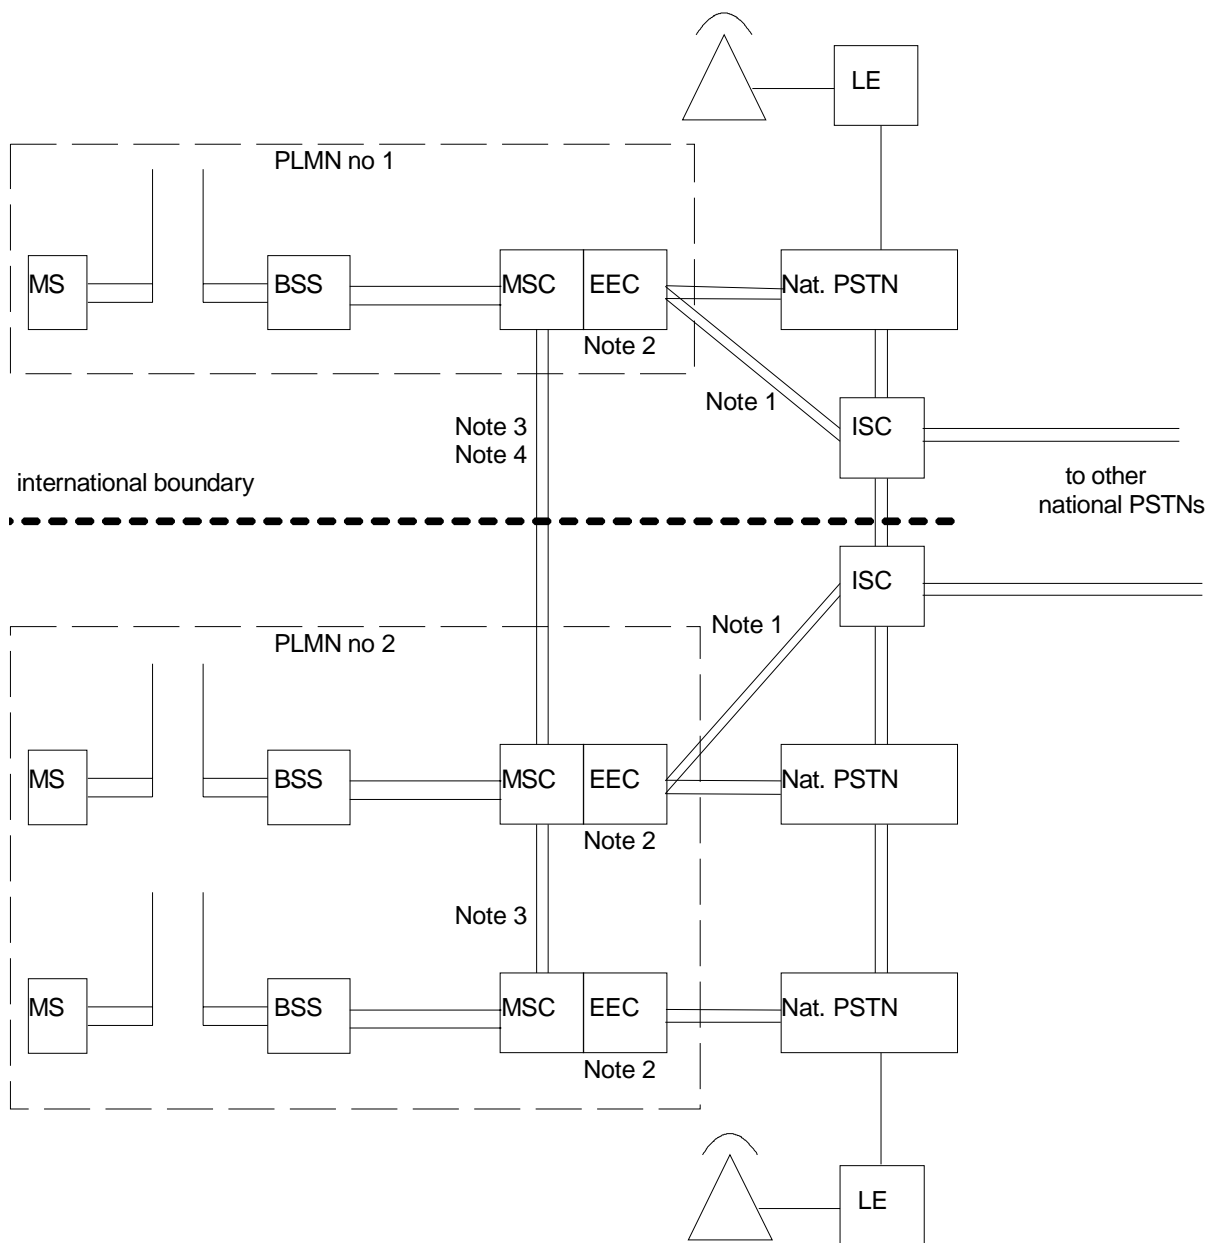 LE
PLMN no 1
MS
BSS
MSC
EEC
Nat. PSTN
Note 2
Note 1
Note 3
Note 4
ISC
to other
national PSTNs
international boundary
ISC
Note 1
PLMN no 2
MS
BSS
MSC
EEC
Nat. PSTN
Note 2
Note 3
MS
BSS
MSC
EEC
Nat. PSTN
Note 2
LE